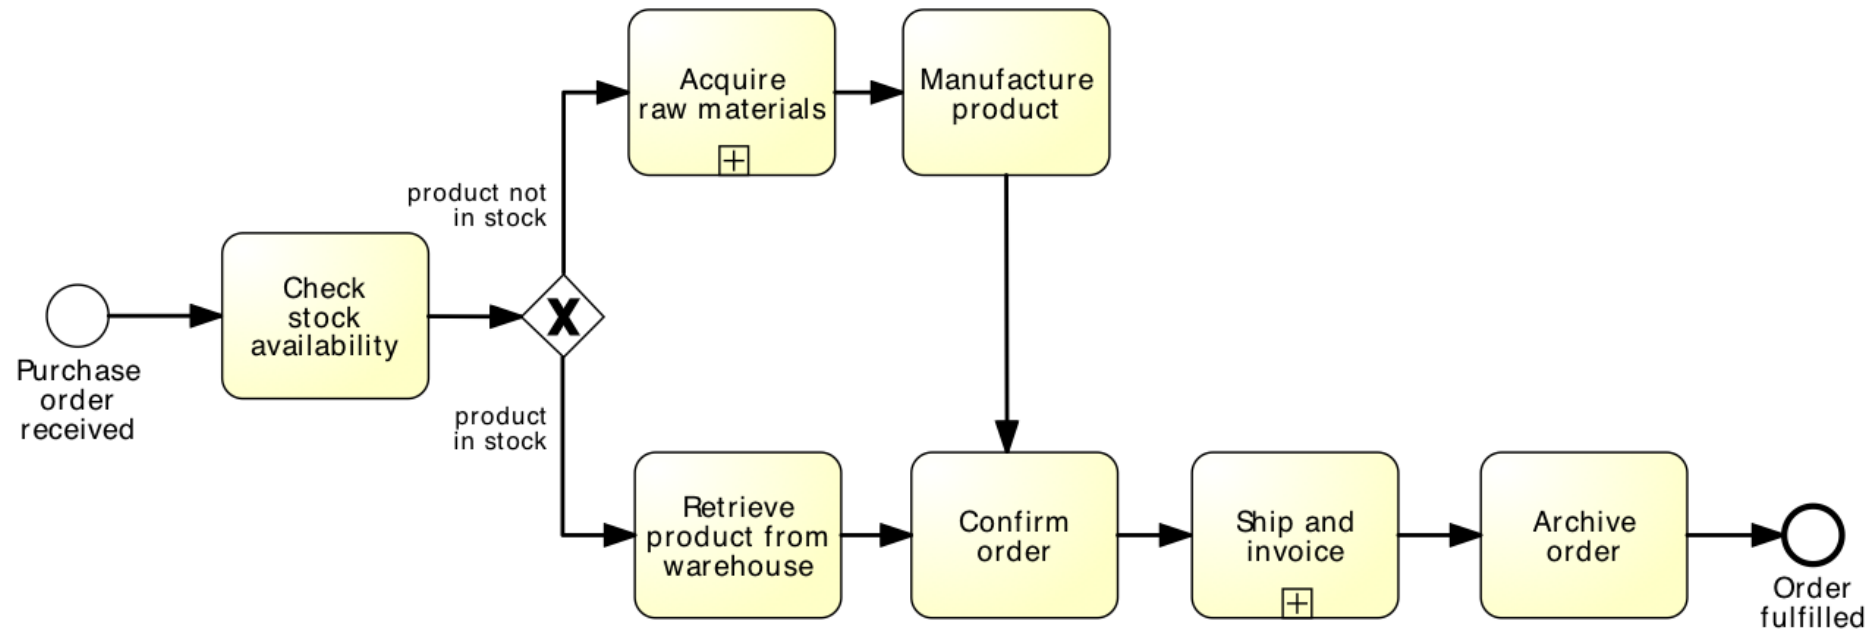 Purchase
order
received
Check
stock
availability
product not
in stock
product
in stock
X
Acquire
raw materials
Manufacture
product
Retrieve
product from
warehouse
Confirm
order
Ship and
invoice
Archive
order
Order
fulfilled